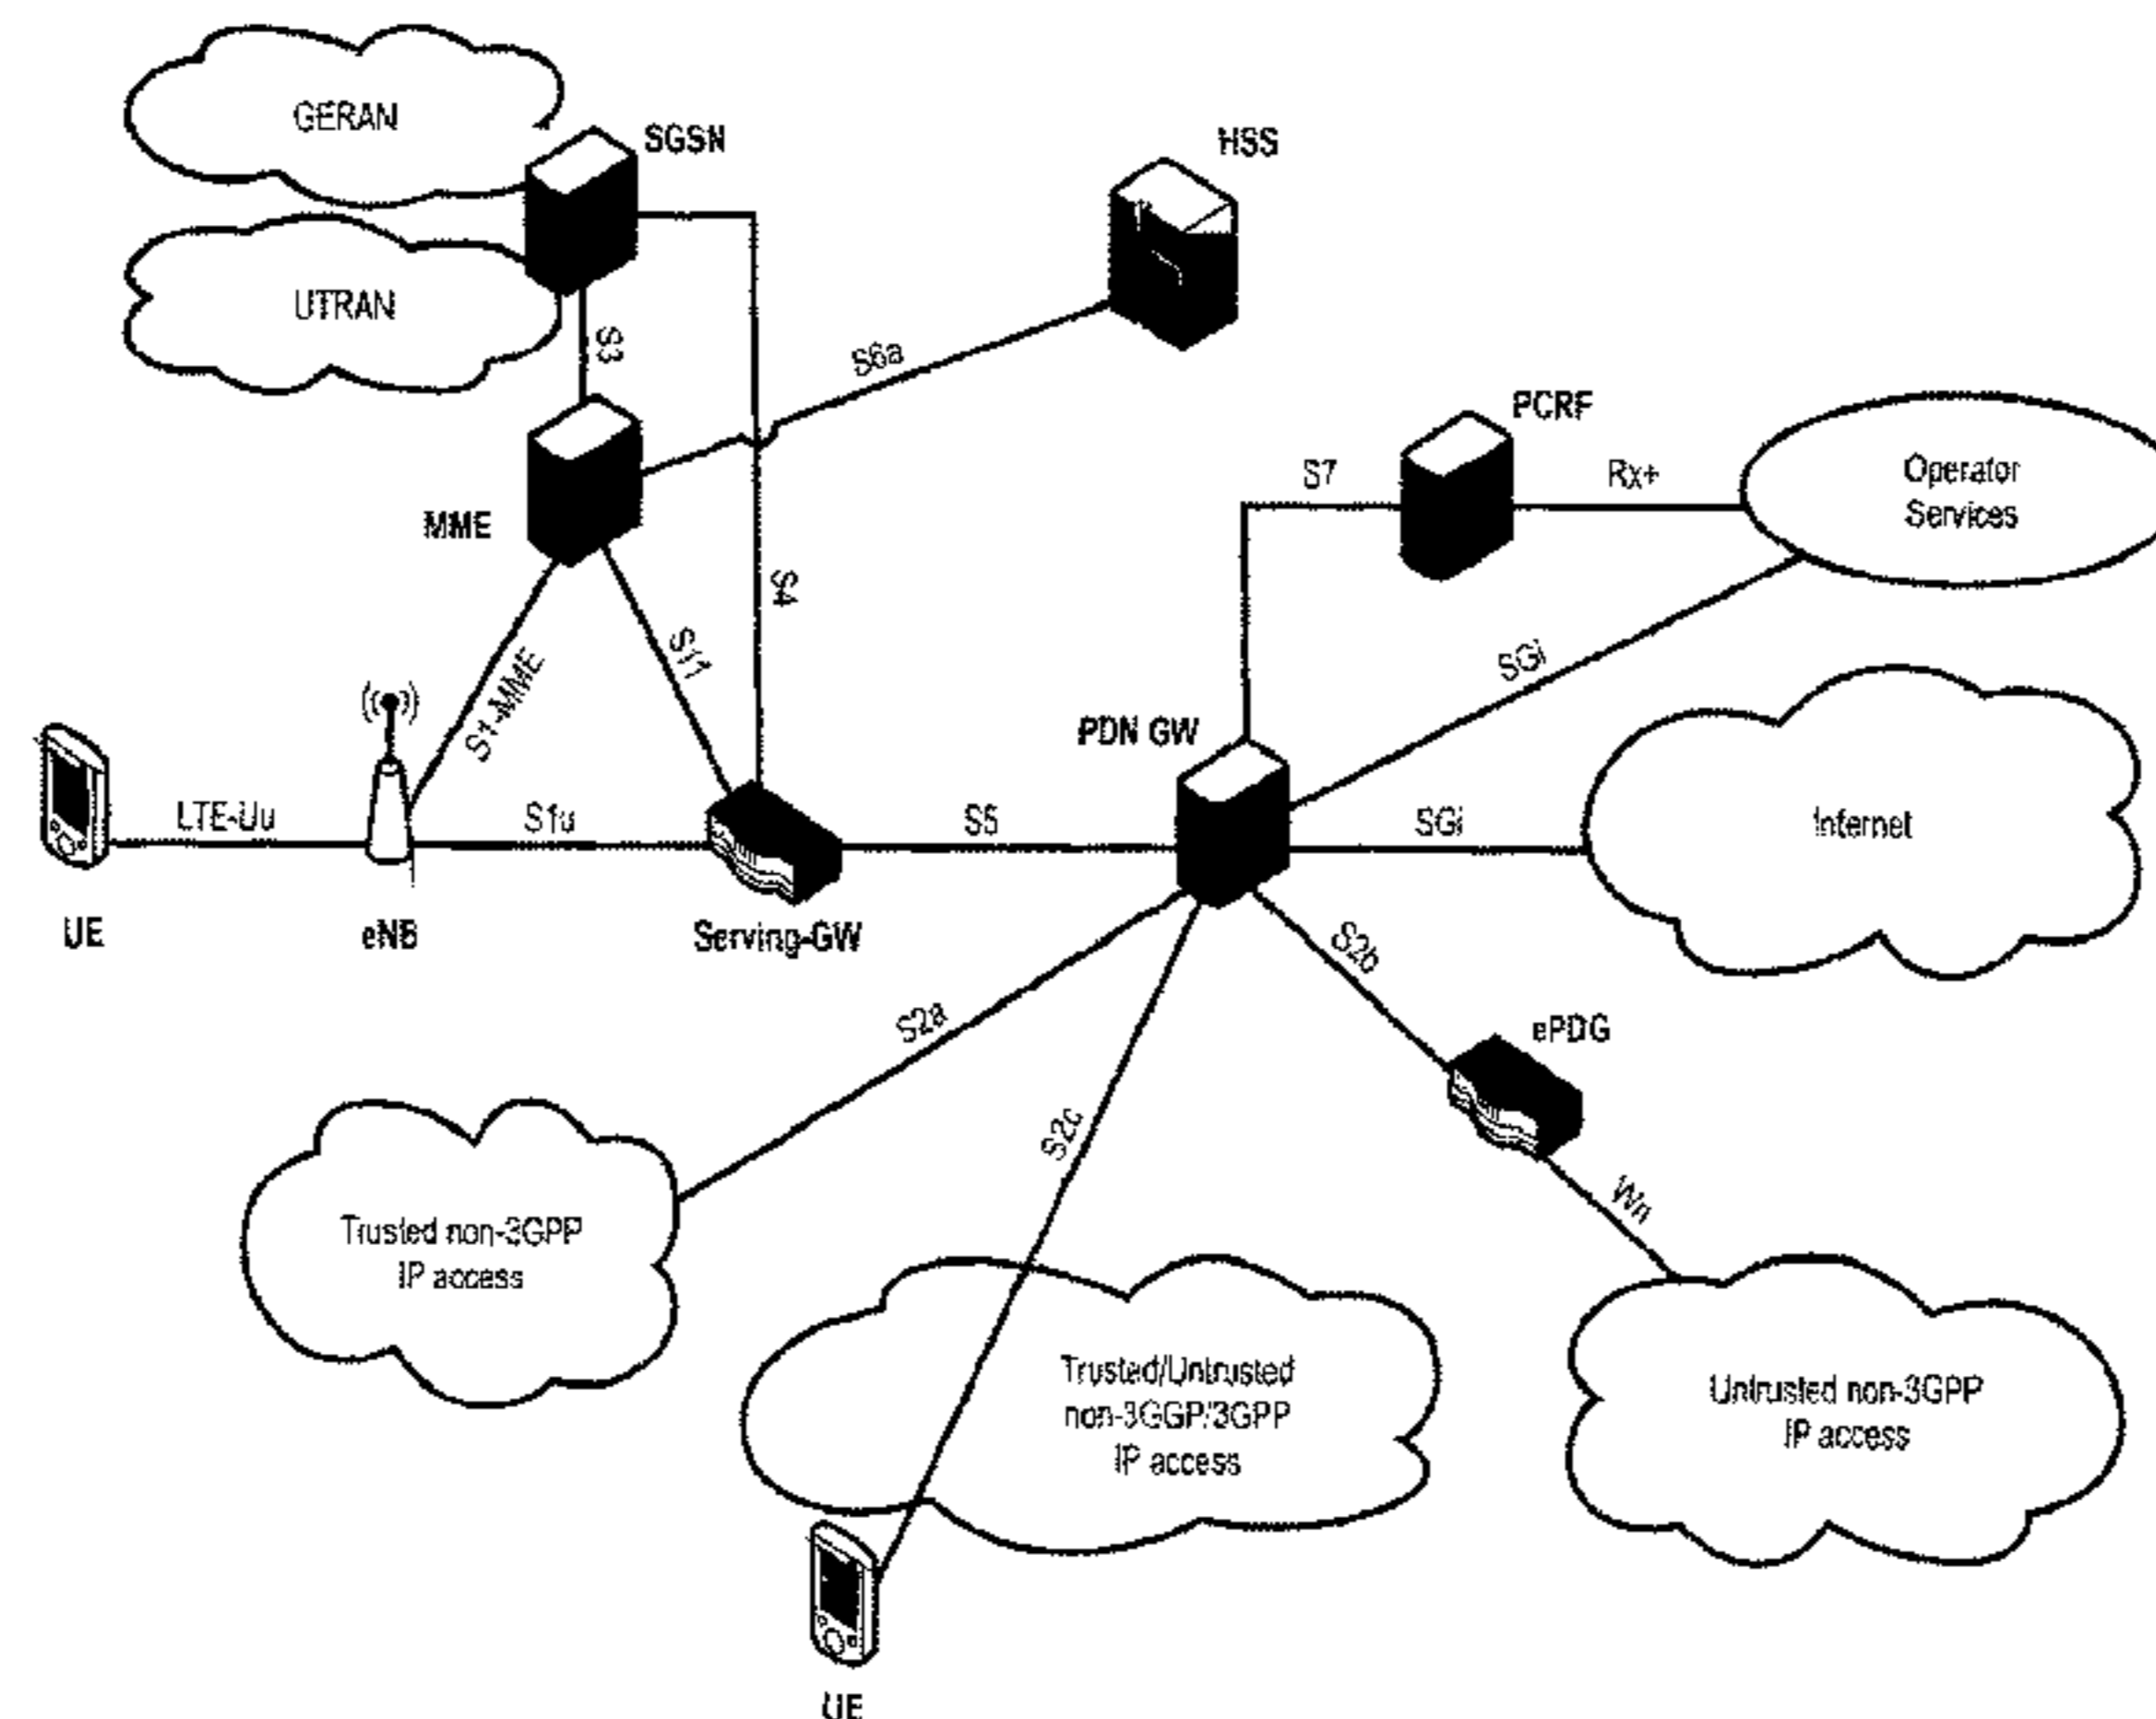 GERAN
SGSN
HSS
UTRAN
S3
S6a
PCRF
Operator
Services
S7
Rx+
MME
S4
S11
S1-MME
SGi
PDN GW
LTE-Uu
S1u
S5
SGi
Internet
UE
eNB
Serving-GW
S2b
S2a
ePDG
S2c
Wn
Trusted non-3GPP
IP access
Trusted/Untrusted
non-3GGP/3GPP
IP access
Untrusted non-3GPP
IP access
UE